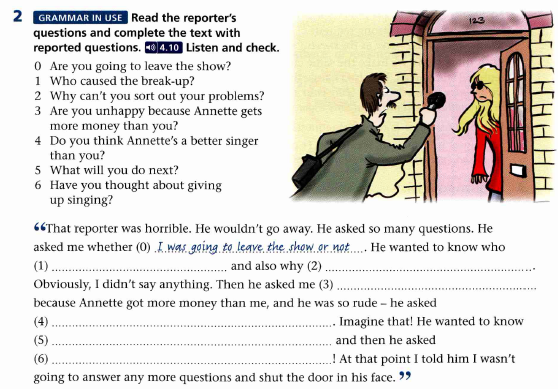 2 GRAMMAR IN USE Read the reporter's
questions and complete the text with
reported questions. 4.10 Listen and check.
0 Are you going to leave the show?
1 Who caused the break-up?
2 Why can't you sort out your problems?
3 Are you unhappy because Annette gets
more money than you?
4 Do you think Annette's a better singer
than you?
5 What will you do next?
6 Have you thought about giving
up singing?
123
“That reporter was horrible. He wouldn't go away. He asked so many questions. He
asked me whether (0) I was going to leave the show or not. He wanted to know who
(1) ........................................ and also why (2) ........................................ .
Obviously, I didn't say anything. Then he asked me (3) ........................................
because Annette got more money than me, and he was so rude – he asked
(4) ........................................ . Imagine that! He wanted to know
(5) ........................................ and then he asked
(6) ........................................ ! At that point I told him I wasn't
going to answer any more questions and shut the door in his face. ”